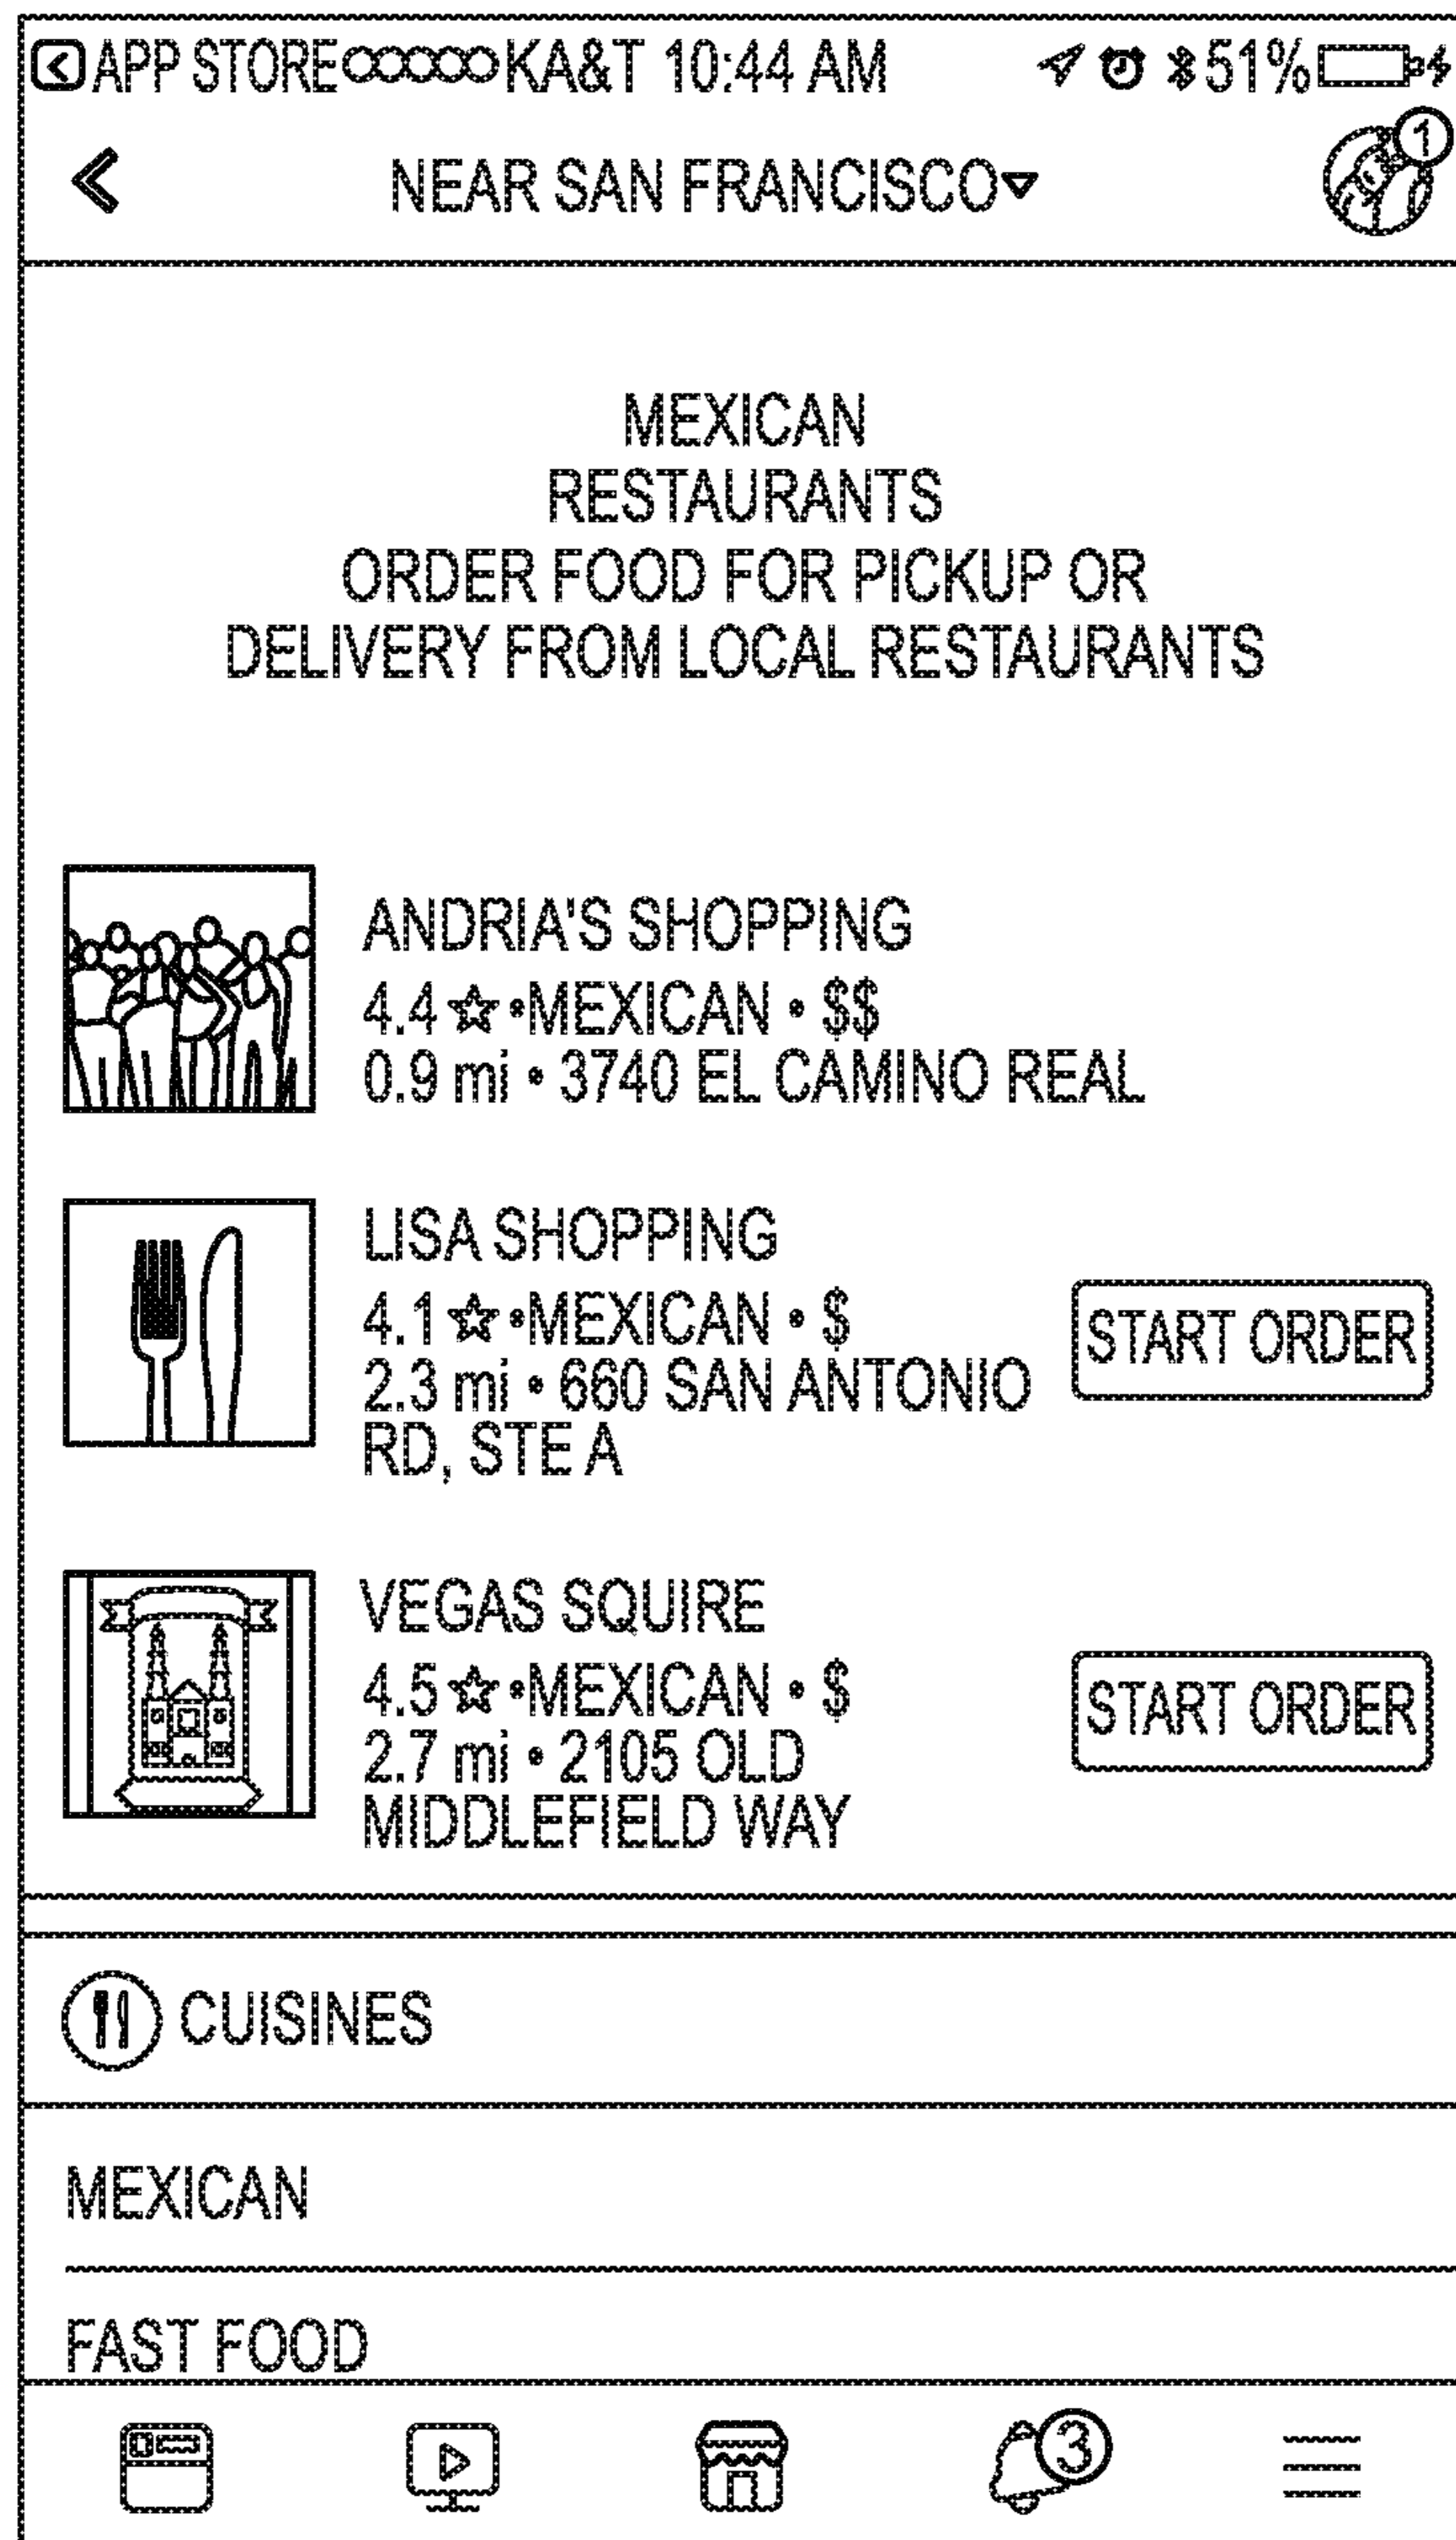 APP STORE KA&T 10:44 AM 51%
1
NEAR SAN FRANCISCO
MEXICAN
RESTAURANTS
ORDER FOOD FOR PICKUP OR
DELIVERY FROM LOCAL RESTAURANTS
ANDRIA'S SHOPPING
4.4 ☆ •MEXICAN • $$
0.9 mi • 3740 EL CAMINO REAL
LISA SHOPPING
4.1 ☆ •MEXICAN • $
2.3 mi • 660 SAN ANTONIO
RD, STE A
START ORDER
VEGAS SQUIRE
4.5 ☆ •MEXICAN • $
2.7 mi • 2105 OLD
MIDDLEFIELD WAY
START ORDER
CUISINES
MEXICAN
FAST FOOD
3